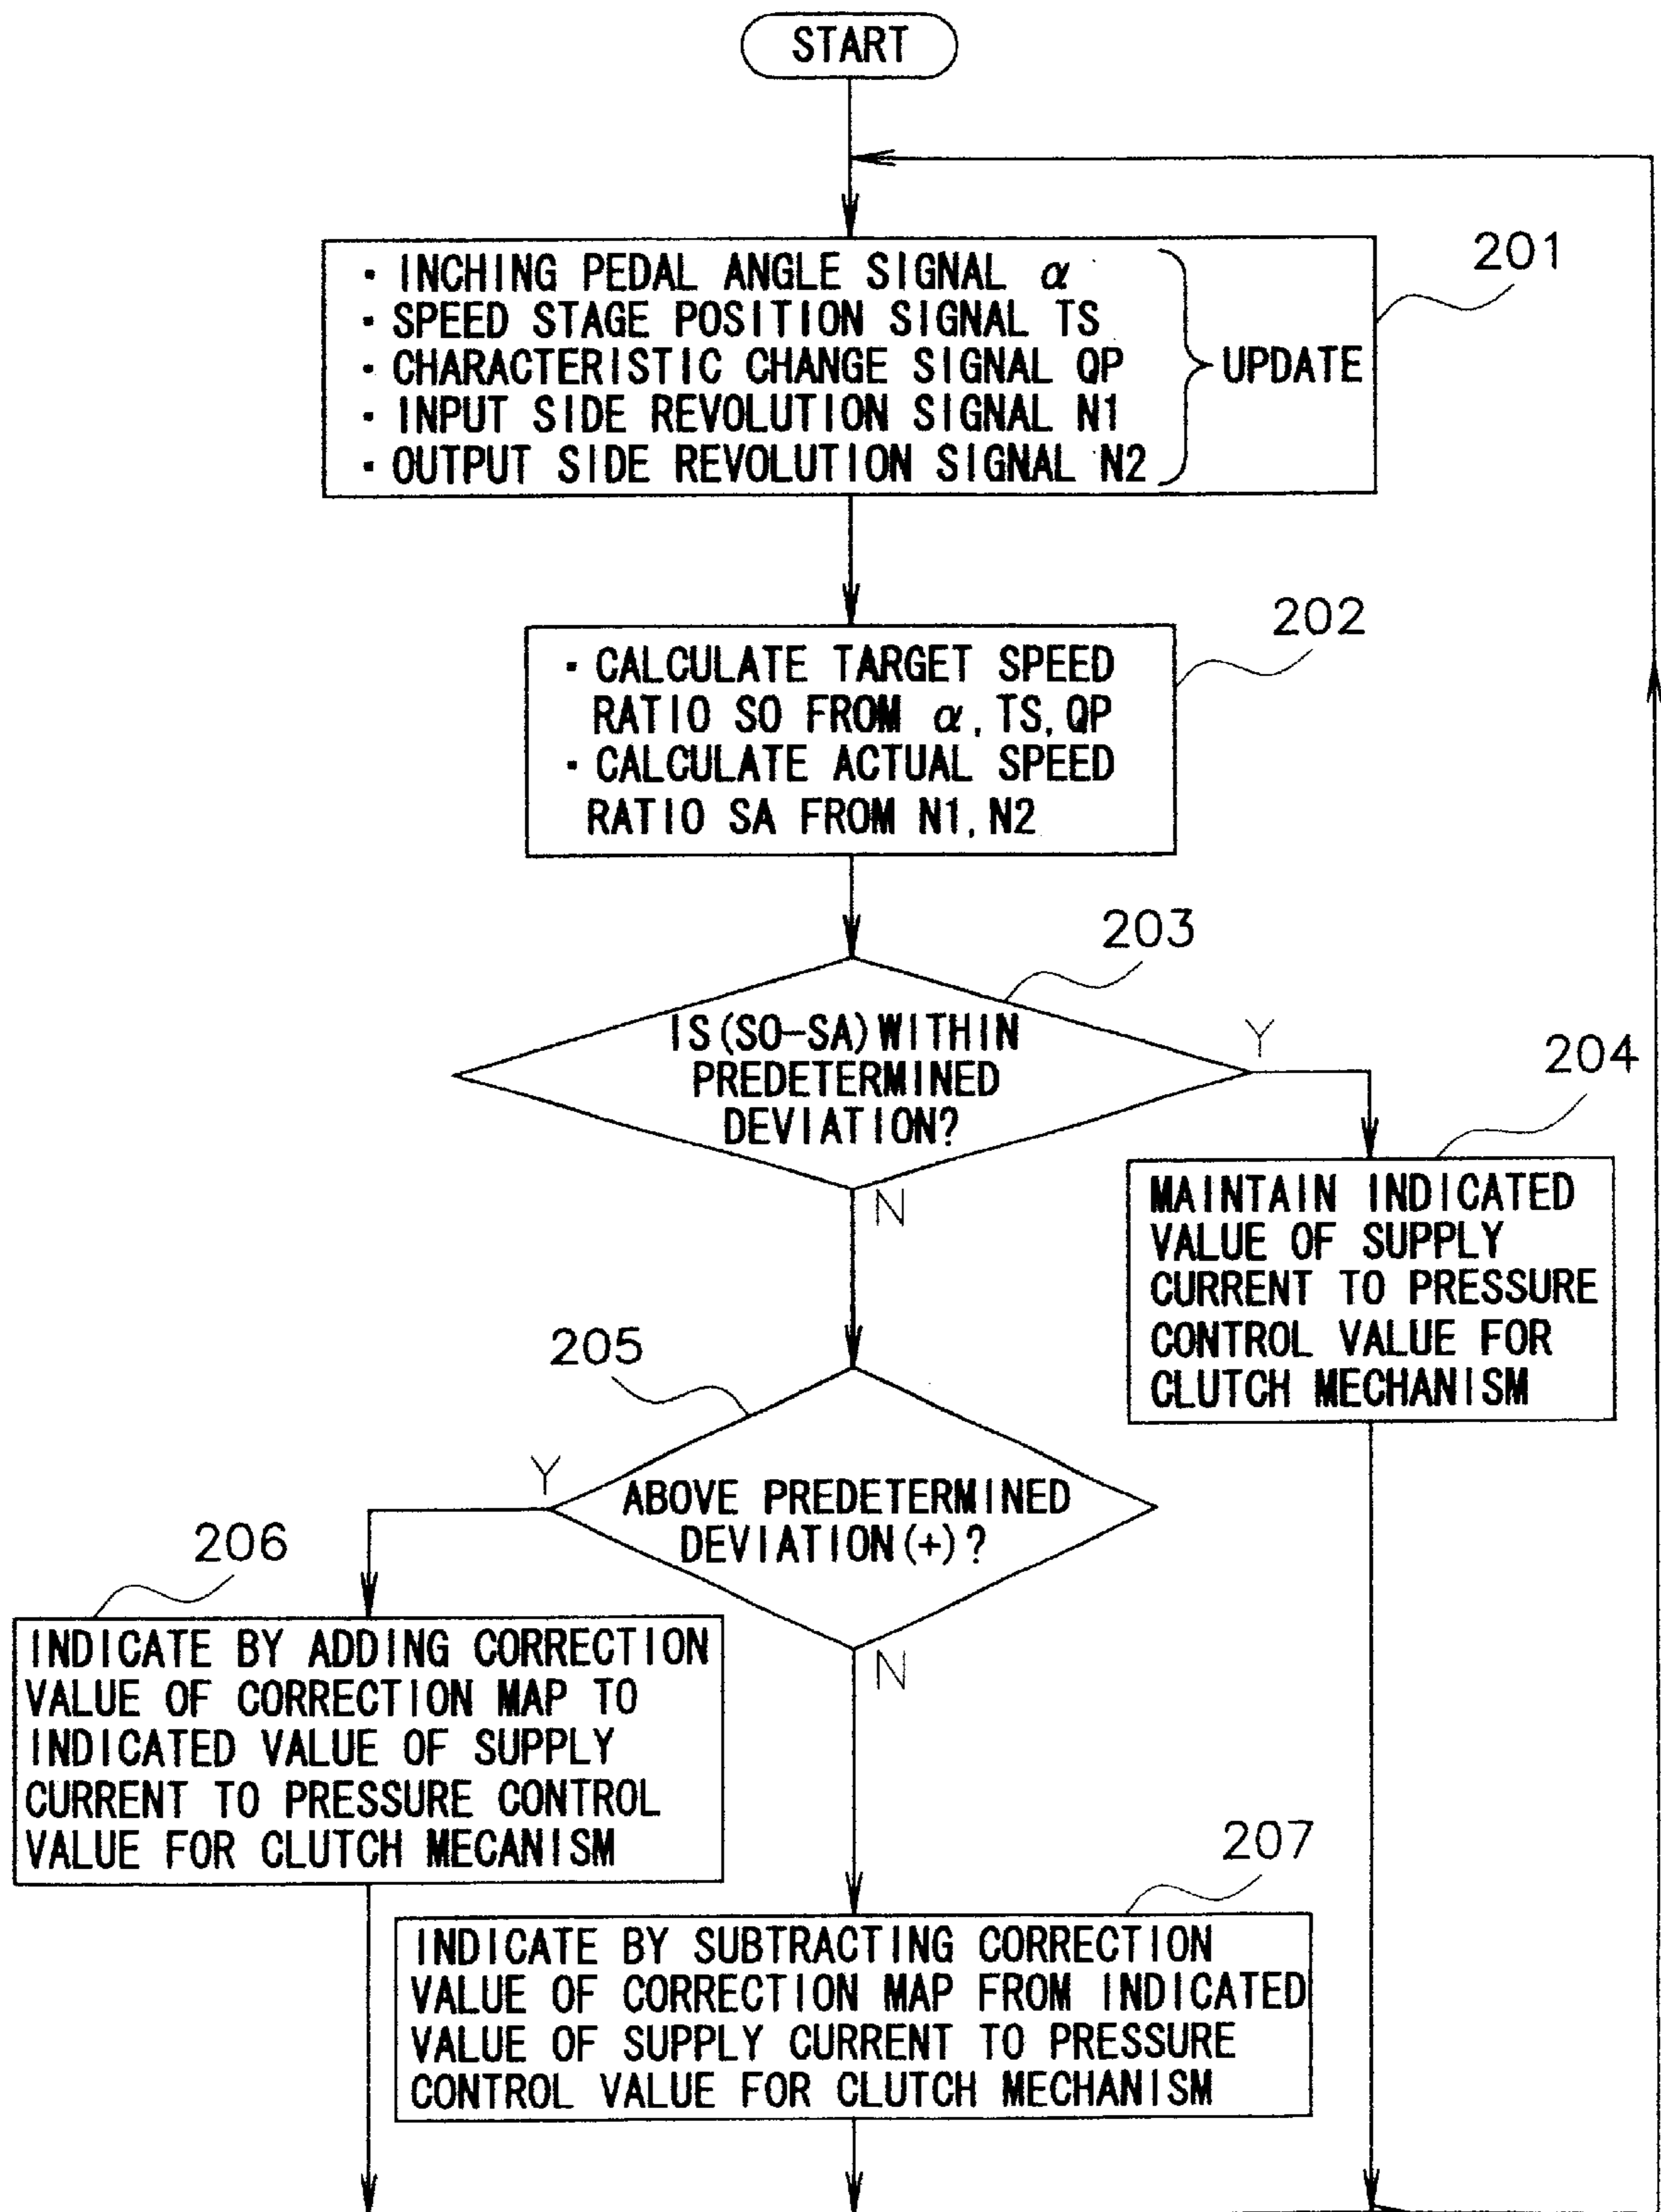 START
201
· INCHING PEDAL ANGLE SIGNAL α
· SPEED STAGE POSITION SIGNAL TS
· CHARACTERISTIC CHANGE SIGNAL QP
· INPUT SIDE REVOLUTION SIGNAL N1
· OUTPUT SIDE REVOLUTION SIGNAL N2
UPDATE
202
· CALCULATE TARGET SPEED
RATIO SO FROM α, TS, QP
· CALCULATE ACTUAL SPEED
RATIO SA FROM N1, N2
203
IS (SO-SA) WITHIN
PREDETERMINED
DEVIATION?
Y
N
204
MAINTAIN INDICATED
VALUE OF SUPPLY
CURRENT TO PRESSURE
CONTROL VALUE FOR
CLUTCH MECHANISM
205
ABOVE PREDETERMINED
DEVIATION (+)?
Y
N
206
INDICATE BY ADDING CORRECTION
VALUE OF CORRECTION MAP TO
INDICATED VALUE OF SUPPLY
CURRENT TO PRESSURE CONTROL
VALUE FOR CLUTCH MECANISM
207
INDICATE BY SUBTRACTING CORRECTION
VALUE OF CORRECTION MAP FROM INDICATED
VALUE OF SUPPLY CURRENT TO PRESSURE
CONTROL VALUE FOR CLUTCH MECHANISM